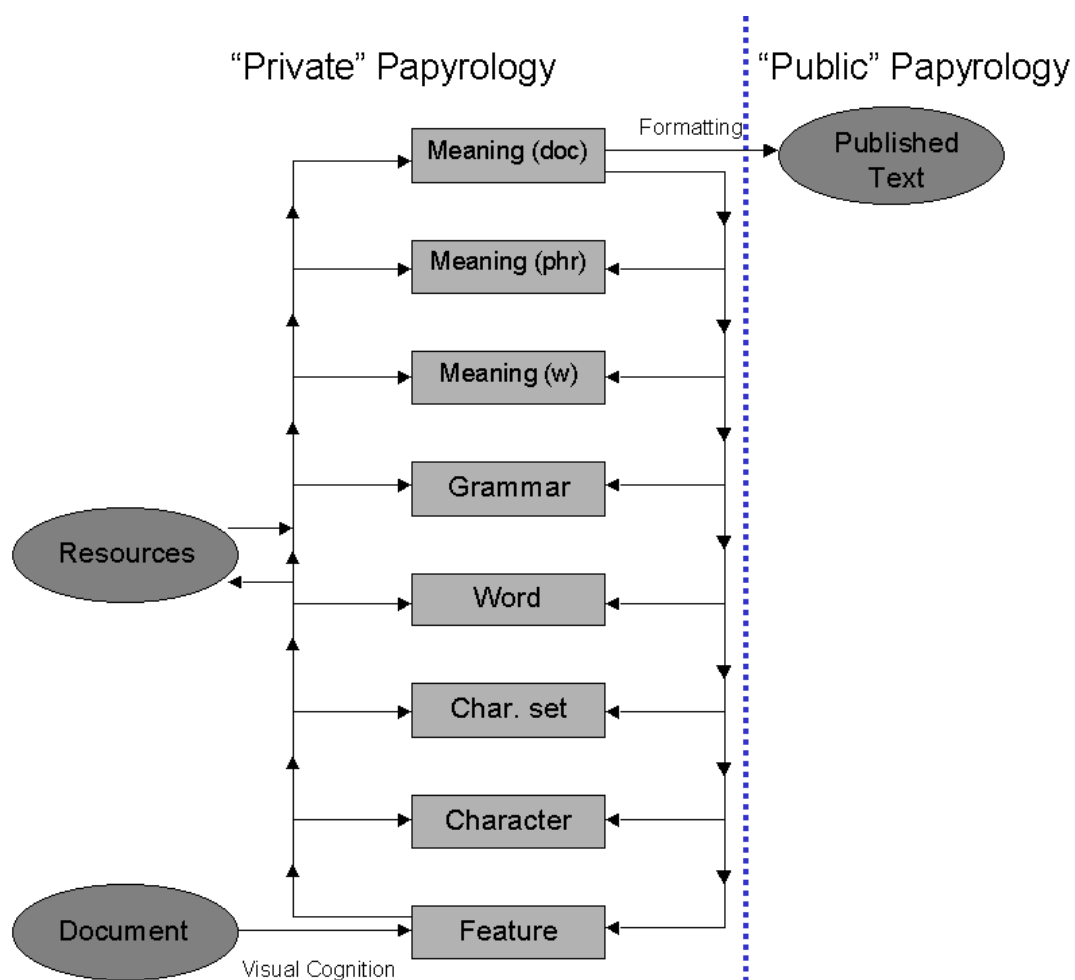 “Private” Papyrology
“Public” Papyrology
Formatting
Meaning (doc)
Published
Text
Meaning (phr)
Meaning (w)
Grammar
Resources
Word
Char. set
Character
Document
Feature
Visual Cognition